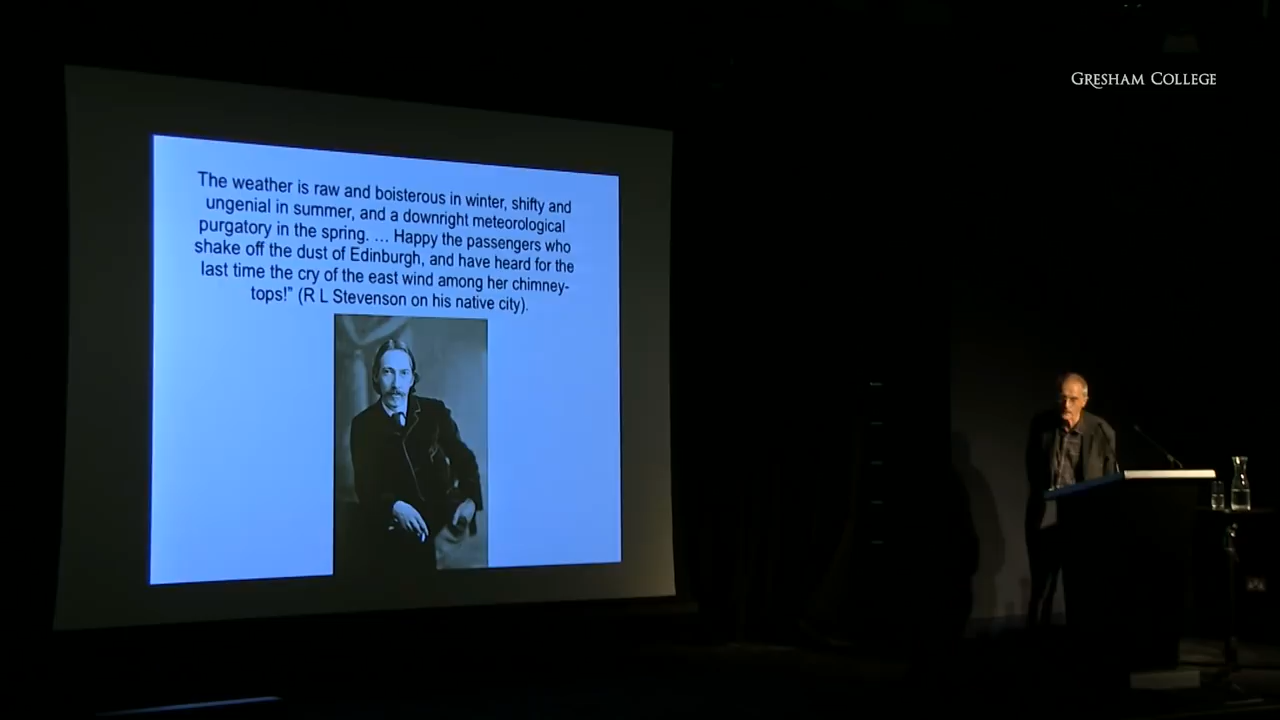 GRESHAM COLLEGE
The weather is raw and boisterous in winter, shifty and
ungenial in summer, and a downright meteorological
purgatory in the spring. … Happy the passengers who
shake off the dust of Edinburgh, and have heard for the
last time the cry of the east wind among her chimney-
tops!” (R L Stevenson on his native city).